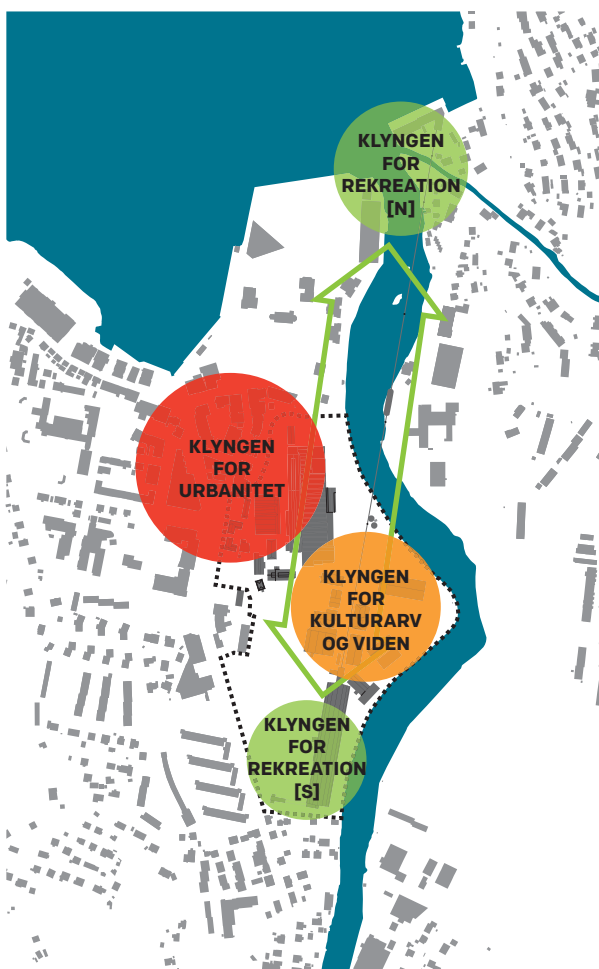 KLYNGEN
FOR
REKREATION
[N]
KLYNGEN
FOR
URBANITET
KLYNGEN
FOR
KULTURARV
OG VIDEN
KLYNGEN
FOR
REKREATION
[S]